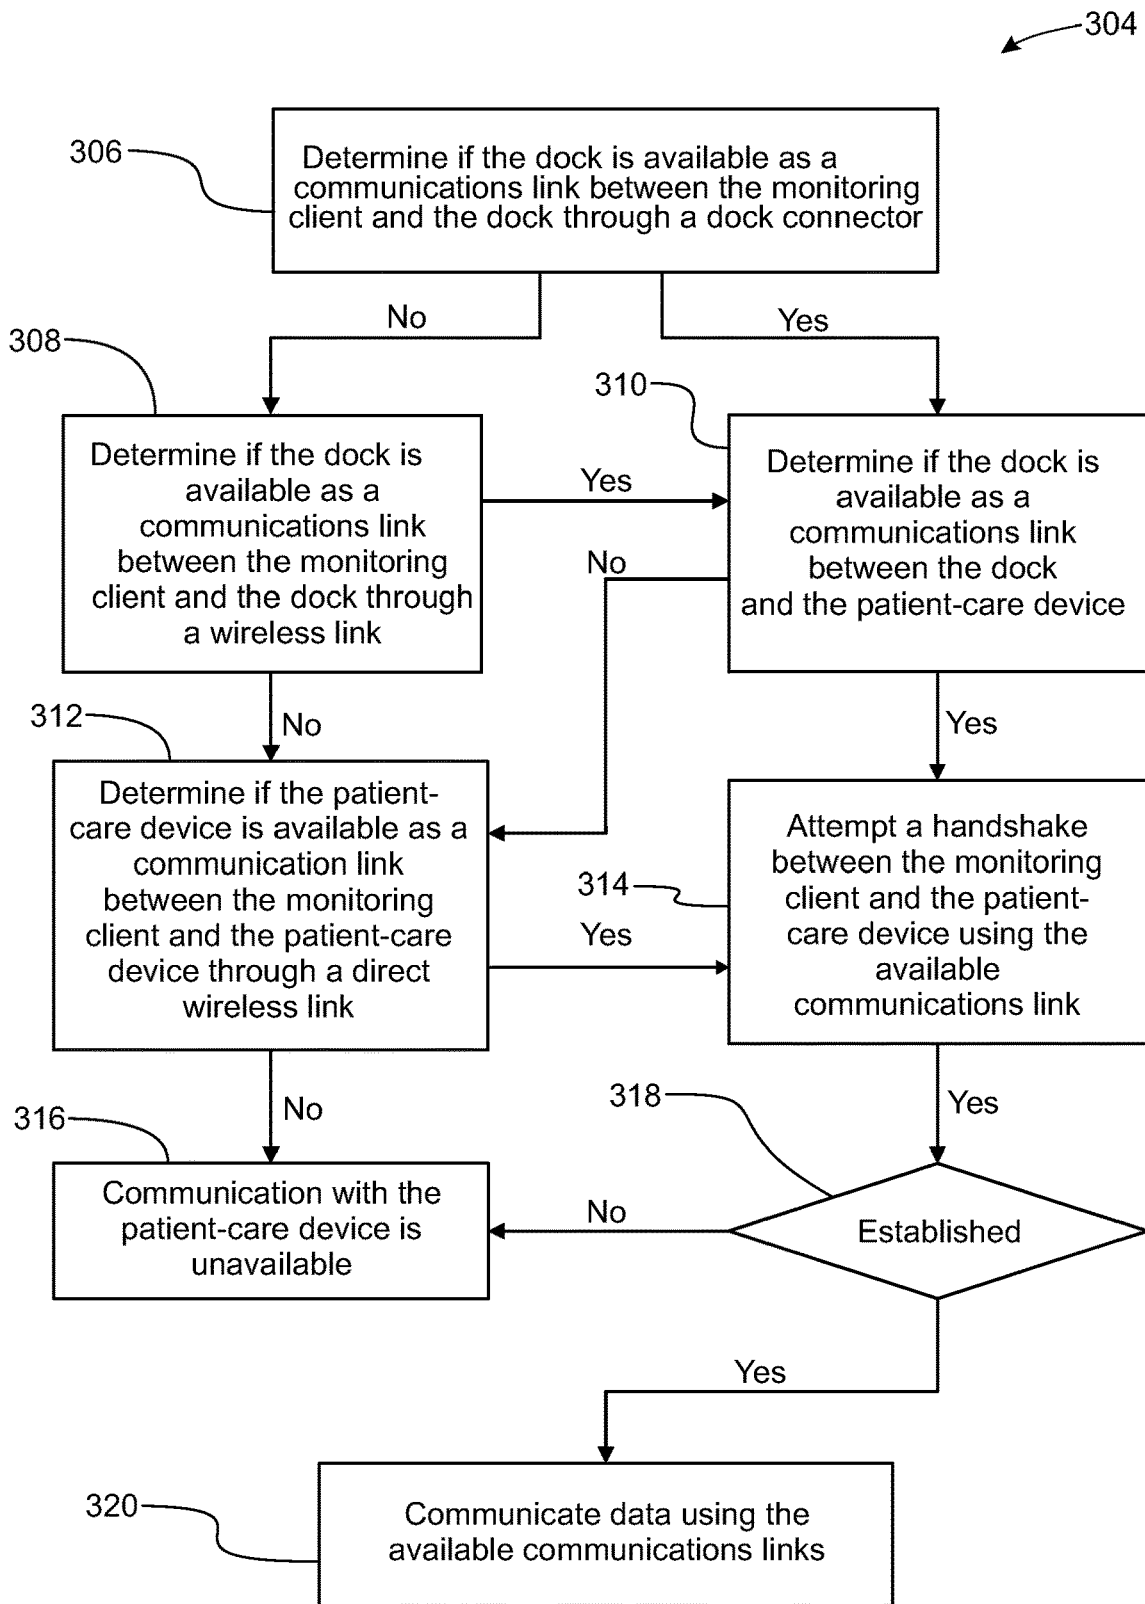 304
306
Determine if the dock is available as a
communications link between the monitoring
client and the dock through a dock connector
No
Yes
308
310
Determine if the dock is
available as a
communications link
between the monitoring
client and the dock through
a wireless link
Yes
Determine if the dock is
available as a
communications link
between the dock
and the patient-care device
No
No
Yes
312
Determine if the patient-
care device is available as a
communication link
between the monitoring
client and the patient-care
device through a direct
wireless link
314
Yes
Attempt a handshake
between the monitoring
client and the patient-
care device using the
available
communications link
No
Yes
316
318
Communication with the
patient-care device is
unavailable
No
Established
Yes
320
Communicate data using the
available communications links